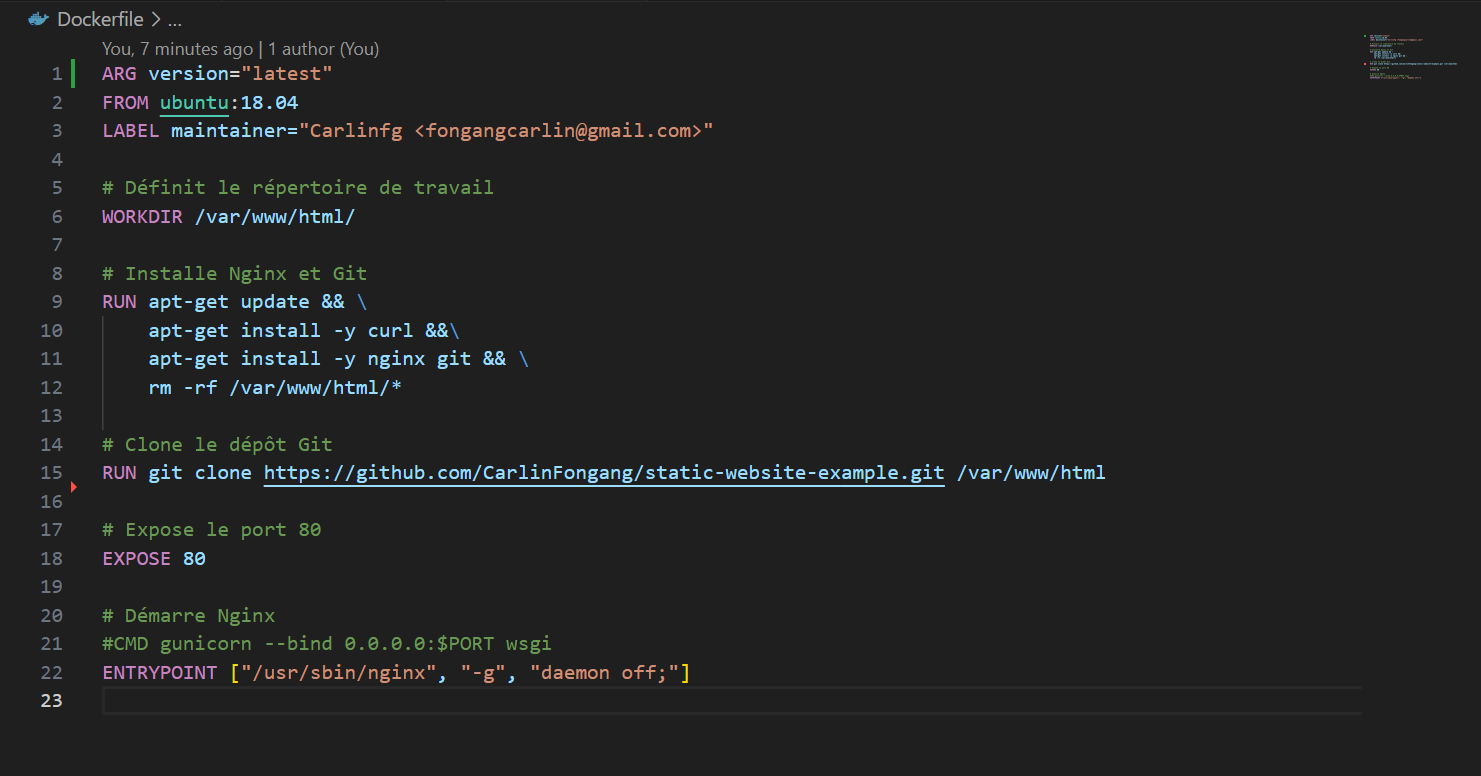 Dockerfile > ...
You, 7 minutes ago | 1 author (You)
1 ARG version="latest"
2 FROM ubuntu:18.04
3 LABEL maintainer="Carlinfg <fongangcarlin@gmail.com>"
4
5 # Définit le répertoire de travail
6 WORKDIR /var/www/html/
7
8 # Installe Nginx et Git
9 RUN apt-get update && \
10 apt-get install -y curl &&\
11 apt-get install -y nginx git && \
12 rm -rf /var/www/html/*
13
14 # Clone le dépôt Git
15 RUN git clone https://github.com/CarlinFongang/static-website-example.git /var/www/html
16
17 # Expose le port 80
18 EXPOSE 80
19
20 # Démarre Nginx
21 #CMD gunicorn --bind 0.0.0.0:$PORT wsgi
22 ENTRYPOINT ["/usr/sbin/nginx", "-g", "daemon off;"]
23